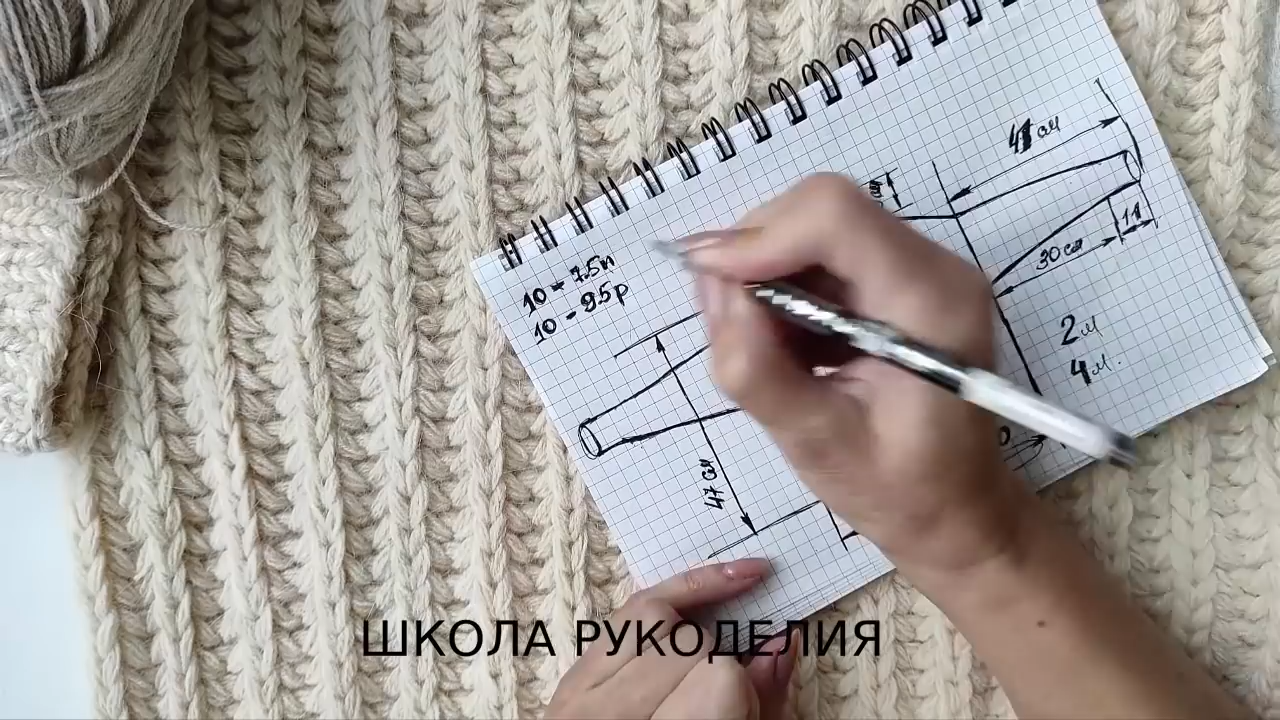 10 - 7.5п
10 - 9.5р
41 см
11
30 см
2м
4м.
47 см
ШКОЛА РУКОДЕЛИЯ